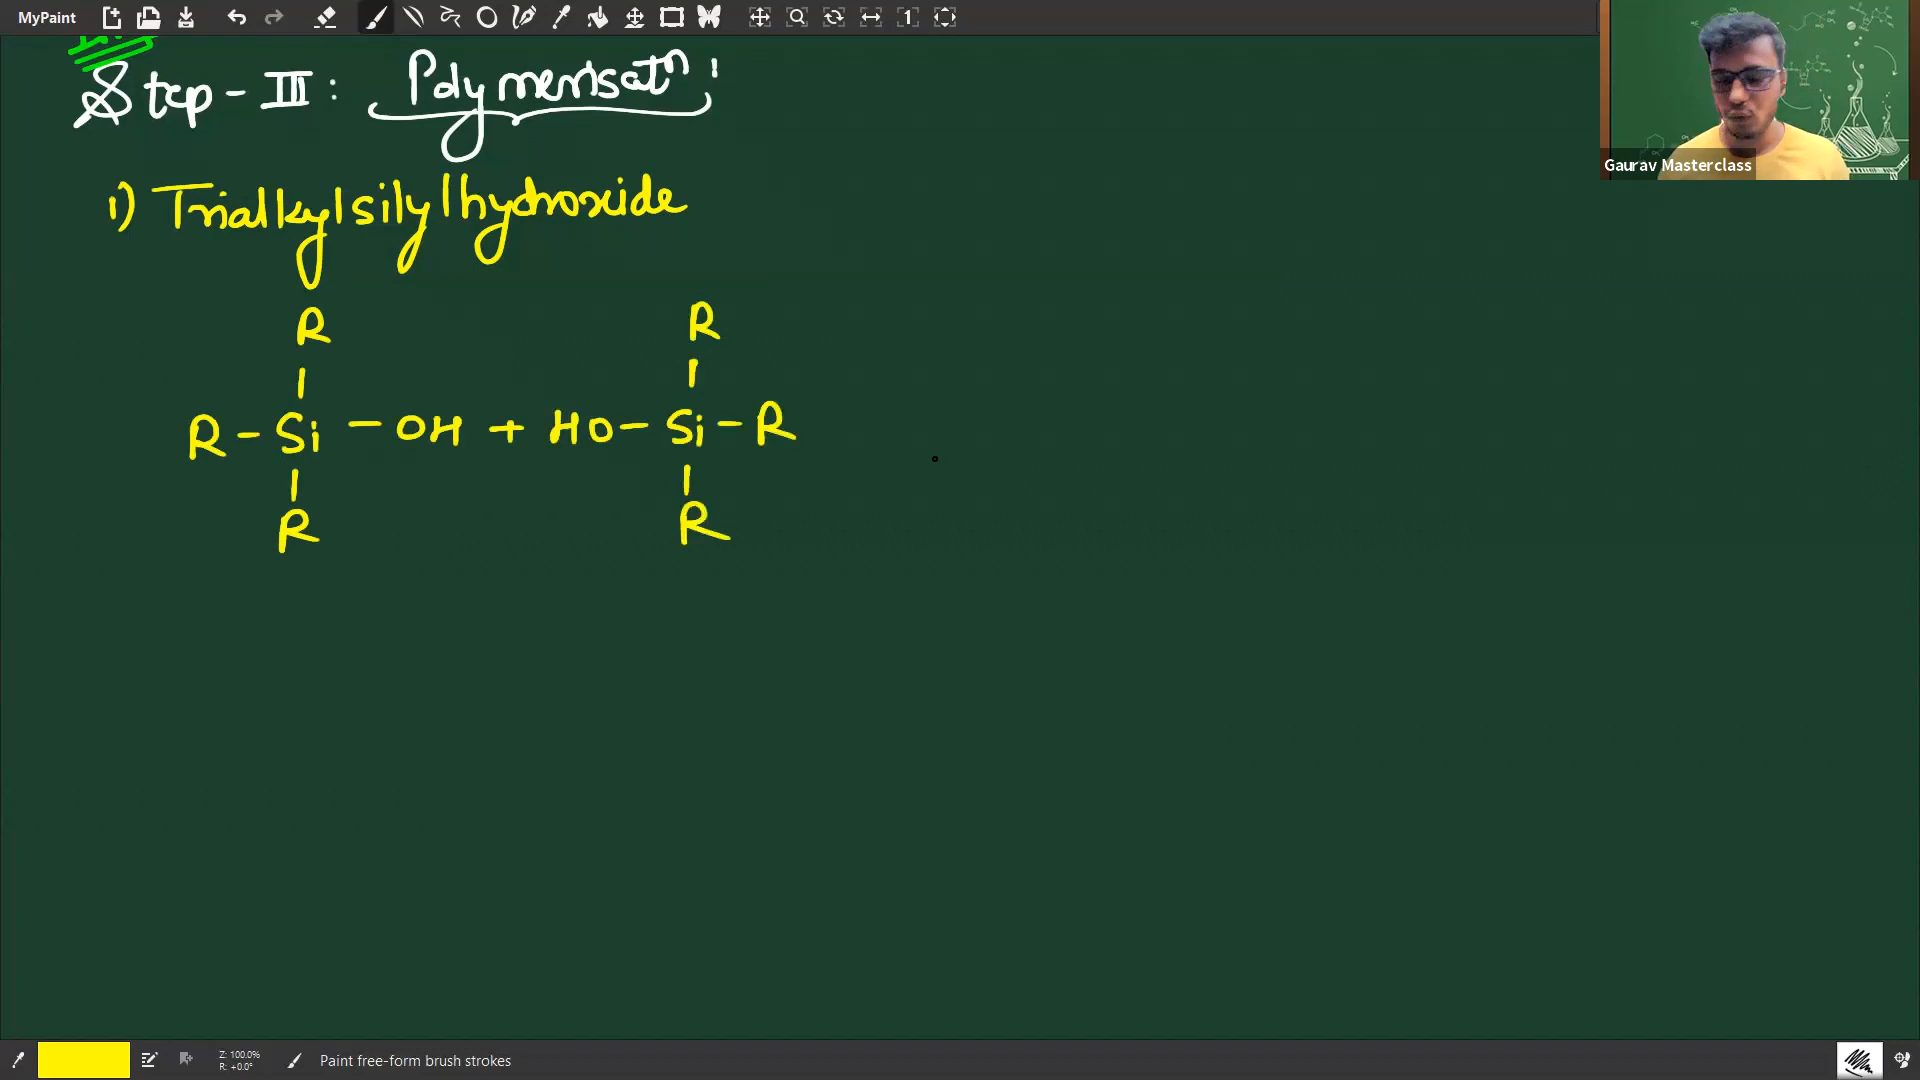 MyPaint
Step - III : Polymerisatⁿ :
Gaurav Masterclass
1) Trialkylsilylhydroxide
R R
R - Si - OH + HO - Si - R
R R
Z: 100.0%
R: +0.0°
Paint free-form brush strokes